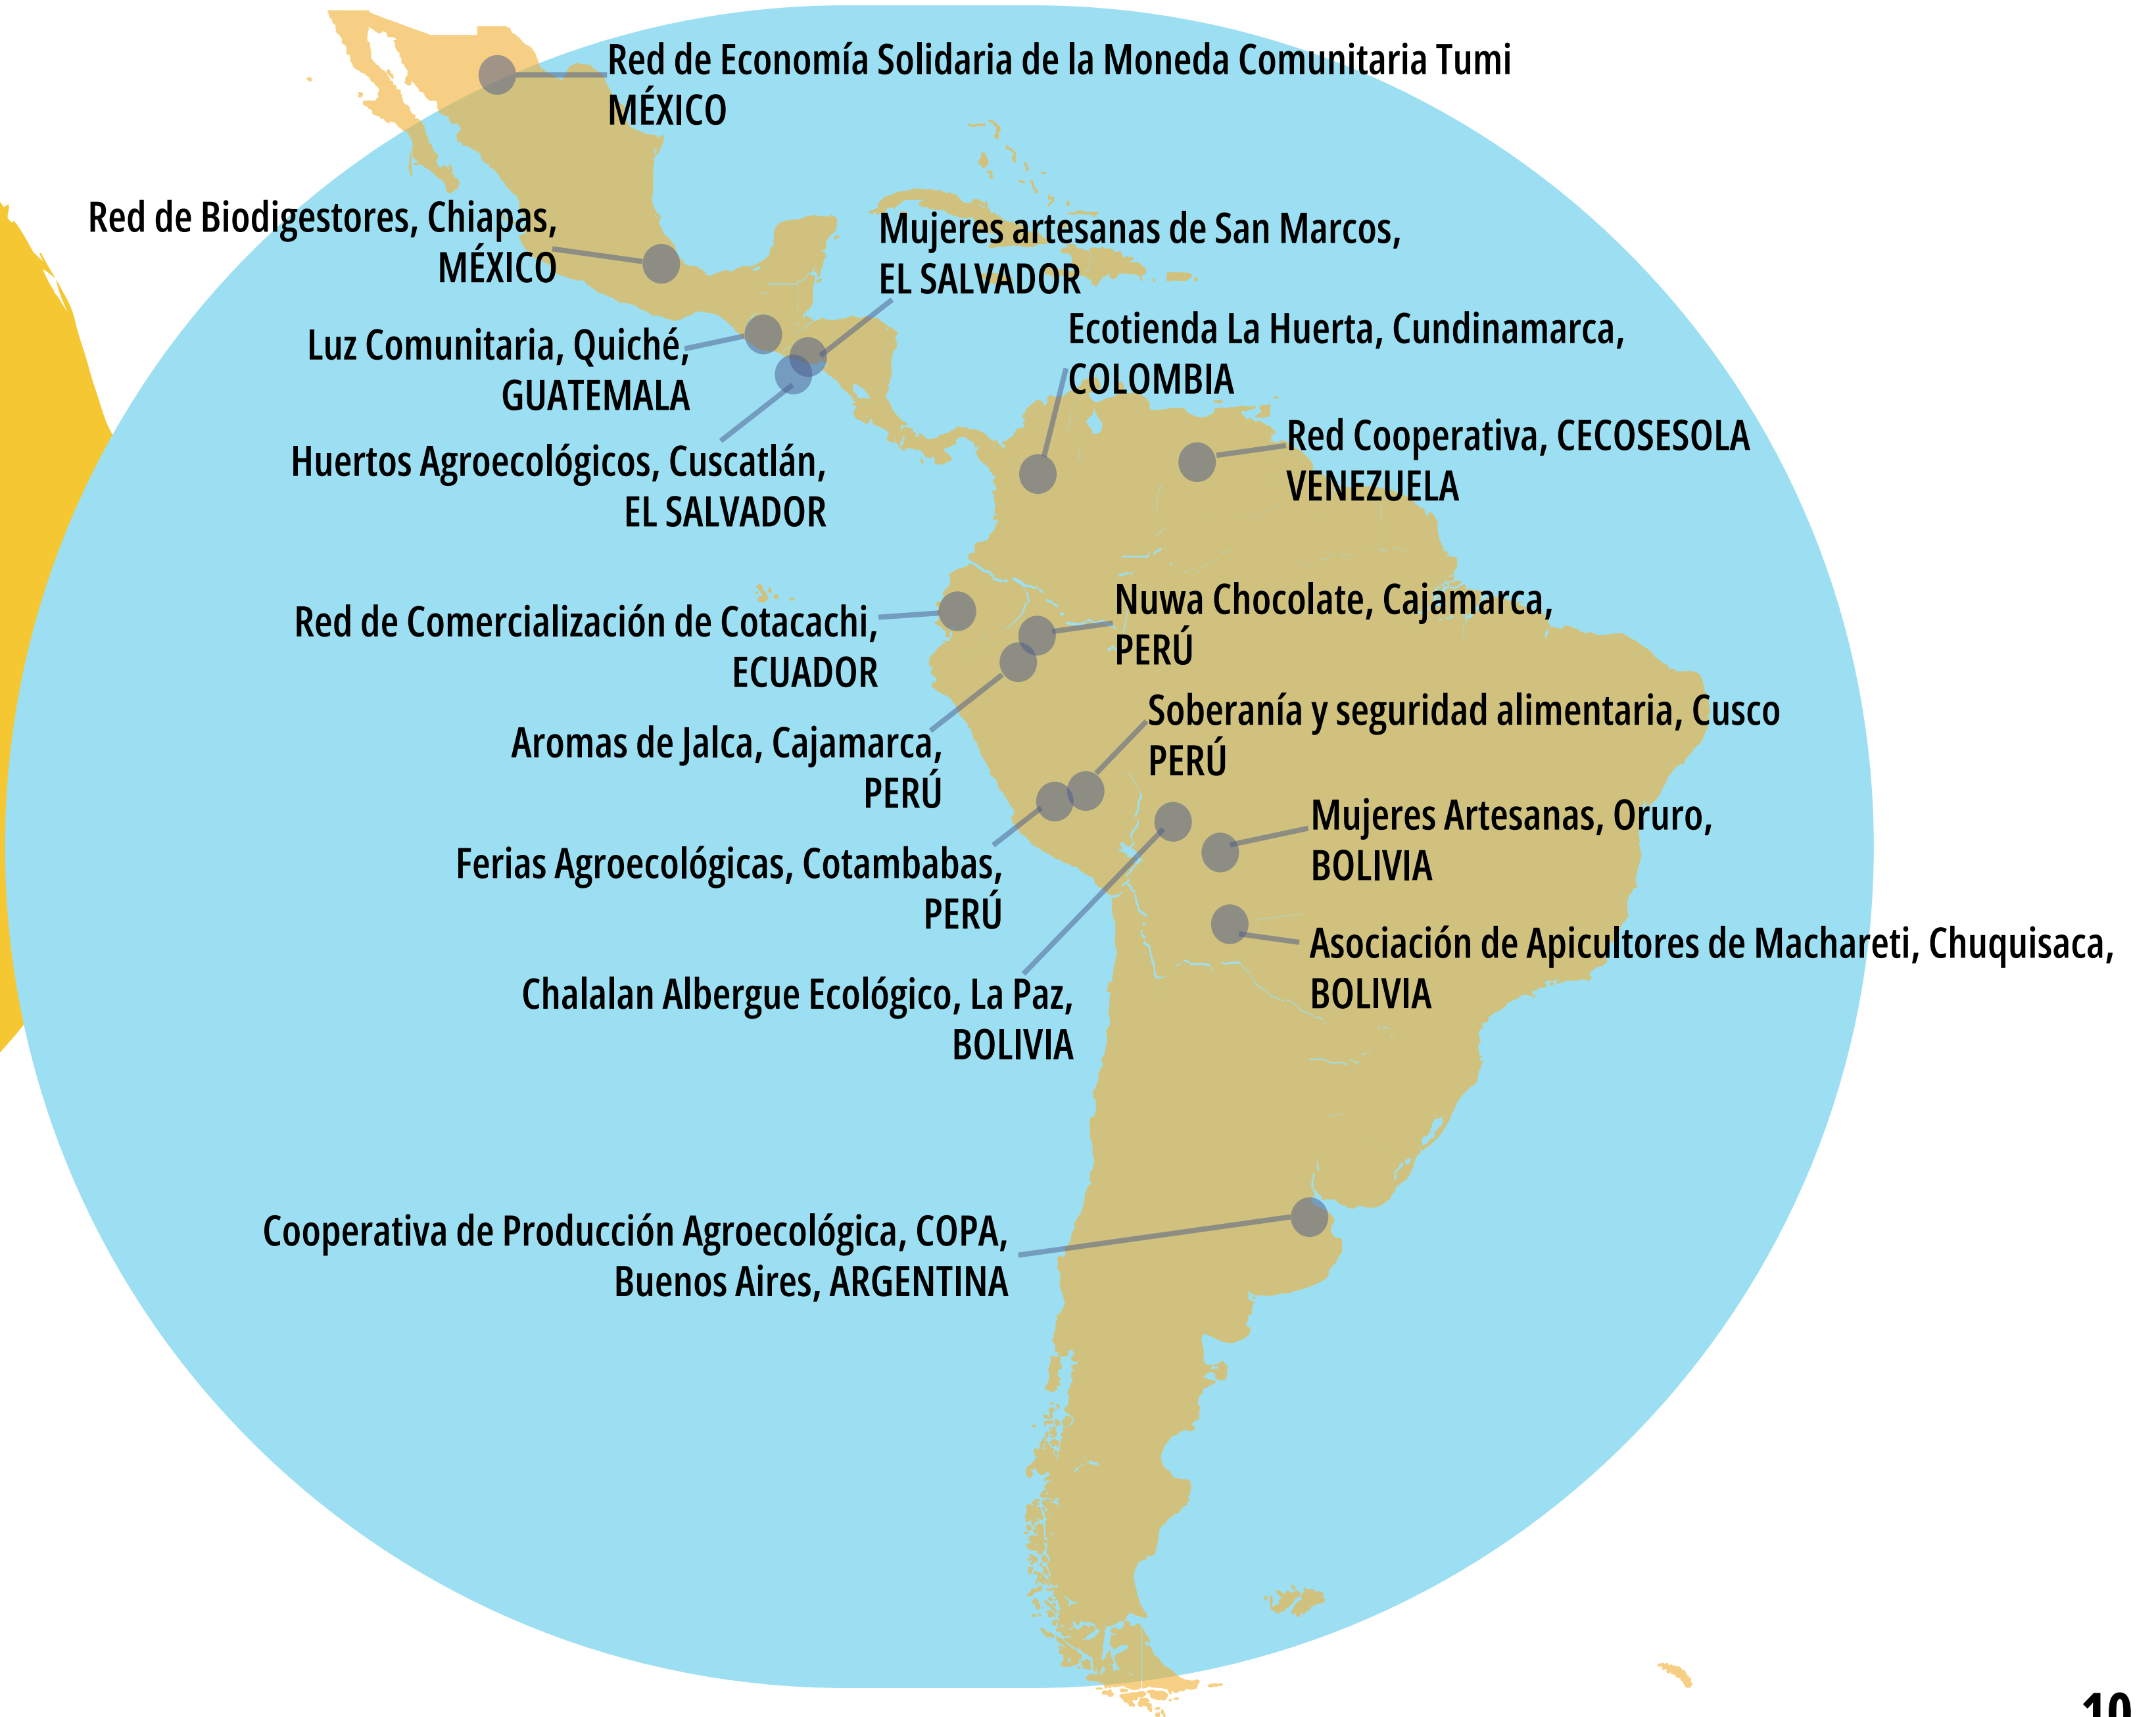 Red de Economía Solidaria de la Moneda Comunitaria Tumi
MÉXICO
Red de Biodigestores, Chiapas,
MÉXICO
Mujeres artesanas de San Marcos,
EL SALVADOR
Luz Comunitaria, Quiché,
GUATEMALA
Ecotienda La Huerta, Cundinamarca,
COLOMBIA
Huertos Agroecológicos, Cuscatlán,
EL SALVADOR
Red Cooperativa, CECOSESOLA
VENEZUELA
Red de Comercialización de Cotacachi,
ECUADOR
Nuwa Chocolate, Cajamarca,
PERÚ
Aromas de Jalca, Cajamarca,
PERÚ
Soberanía y seguridad alimentaria, Cusco
PERÚ
Ferias Agroecológicas, Cotambabas,
PERÚ
Mujeres Artesanas, Oruro,
BOLIVIA
Asociación de Apicultores de Machareti, Chuquisaca,
BOLIVIA
Chalalan Albergue Ecológico, La Paz,
BOLIVIA
Cooperativa de Producción Agroecológica, COPA,
Buenos Aires, ARGENTINA
10